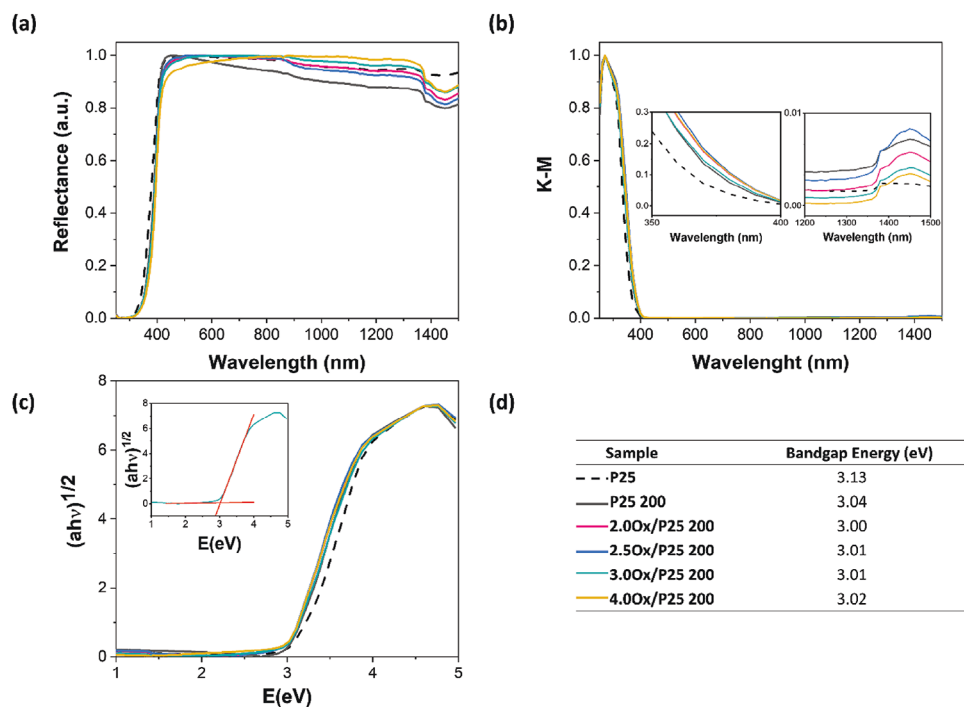 (a)
1.0
0.8
0.6
0.4
0.2
0.0
Reflectance (a.u.)
400 600 800 1000 1200 1400
Wavelength (nm)
(b)
1.0
0.8
0.6
0.4
0.2
0.0
K-M
400 600 800 1000 1200 1400
Wavelenght (nm)
0.3
0.2
0.1
0.0
350 400
Wavelength (nm)
0.01
0.00
1200 1300 1400 1500
Wavelength (nm)
(c)
8
6
4
2
0
(ahν)1/2
1 2 3 4 5
E(eV)
8
6
4
2
0
(ahν)1/2
1 2 3 4 5
E(eV)
(d)
Sample Bandgap Energy (eV)
P25 3.13
P25 200 3.04
2.0Ox/P25 200 3.00
2.5Ox/P25 200 3.01
3.0Ox/P25 200 3.01
4.0Ox/P25 200 3.02